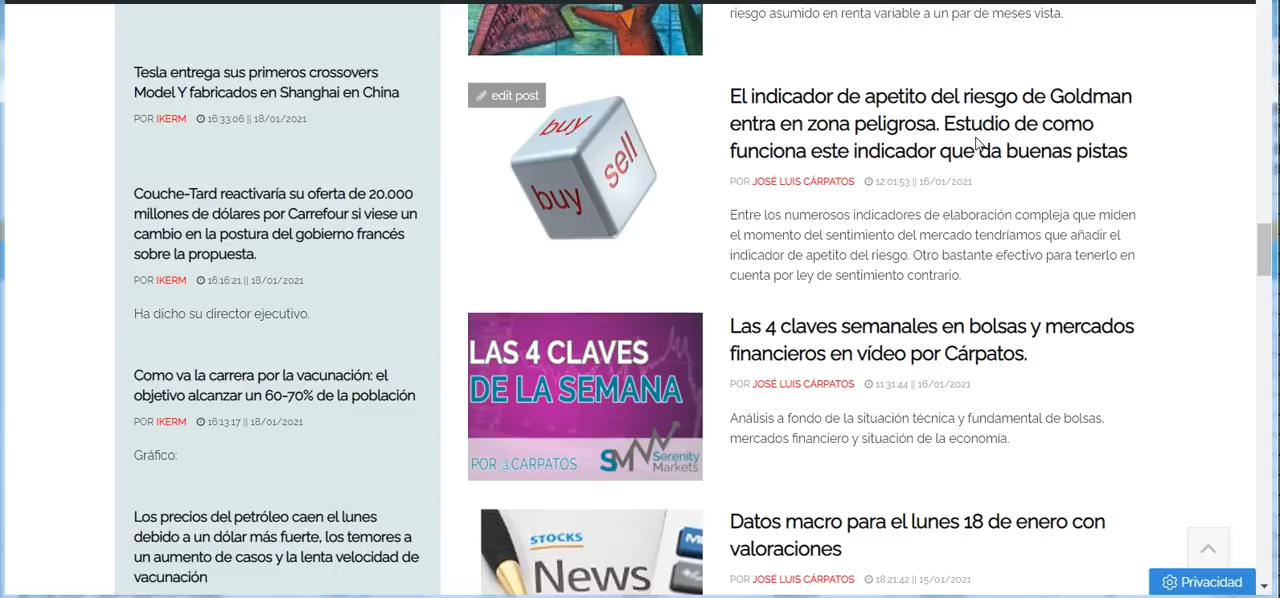 Tesla entrega sus primeros crossovers
Model Y fabricados en Shanghai en China
POR IKERM 16:33:06 || 18/01/2021
Couche-Tard reactivaría su oferta de 20.000
millones de dólares por Carrefour si viese un
cambio en la postura del gobierno francés
sobre la propuesta.
POR IKERM 16:16:21 || 18/01/2021
Ha dicho su director ejecutivo.
Como va la carrera por la vacunación: el
objetivo alcanzar un 60-70% de la población
POR IKERM 16:13:17 || 18/01/2021
Gráfico:
Los precios del petróleo caen el lunes
debido a un dólar más fuerte, los temores a
un aumento de casos y la lenta velocidad de
vacunación
riesgo asumido en renta variable a un par de meses vista.
edit post
buy
sell
buy
El indicador de apetito del riesgo de Goldman
entra en zona peligrosa. Estudio de como
funciona este indicador que da buenas pistas
POR JOSÉ LUIS CÁRPATOS 12:01:53 || 16/01/2021
Entre los numerosos indicadores de elaboración compleja que miden
el momento del sentimiento del mercado tendríamos que añadir el
indicador de apetito del riesgo. Otro bastante efectivo para tenerlo en
cuenta por ley de sentimiento contrario.
LAS 4 CLAVES
DE LA SEMANA
POR @CARPATOS
SM Serenity
Markets
Las 4 claves semanales en bolsas y mercados
financieros en vídeo por Cárpatos.
POR JOSÉ LUIS CÁRPATOS 11:31:44 || 16/01/2021
Análisis a fondo de la situación técnica y fundamental de bolsas,
mercados financiero y situación de la economía.
STOCKS
News
Datos macro para el lunes 18 de enero con
valoraciones
POR JOSÉ LUIS CÁRPATOS 18:21:42 || 15/01/2021
Privacidad